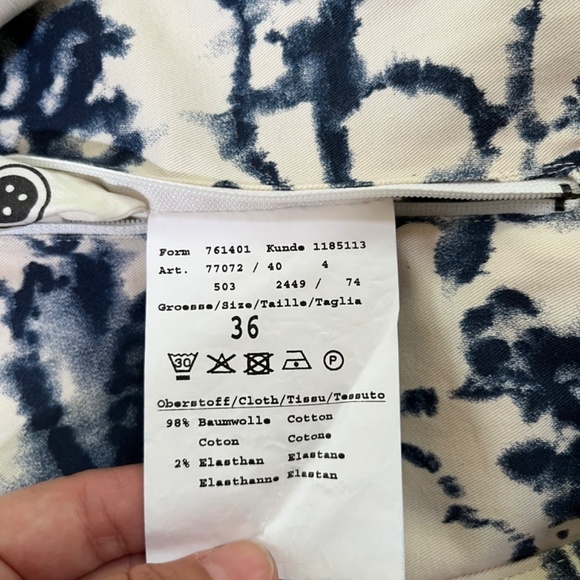 Form 761401 Kunde 1185113
Art. 77072 / 40 4
503 2449 / 74
Groesse/Size/Taille/Taglia
36
30 P
Oberstoff/Cloth/Tissu/Tessuto
98% Baumwolle Cotton
Coton Cotone
2% Elasthan Elastane
Elasthanne Elastan